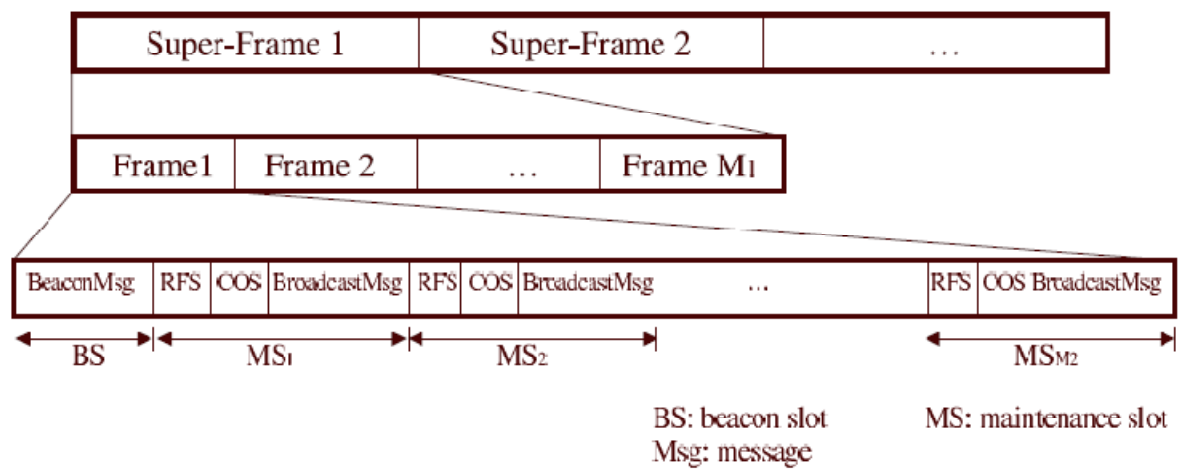 Super-Frame 1 Super-Frame 2 ...
Frame1 Frame 2 ... Frame M1
BeaconMsg RFS COS BroadcastMsg RFS COS BroadcastMsg ... RFS COS BroadcastMsg
BS MS1 MS2 MSM2
BS: beacon slot MS: maintenance slot
Msg: message